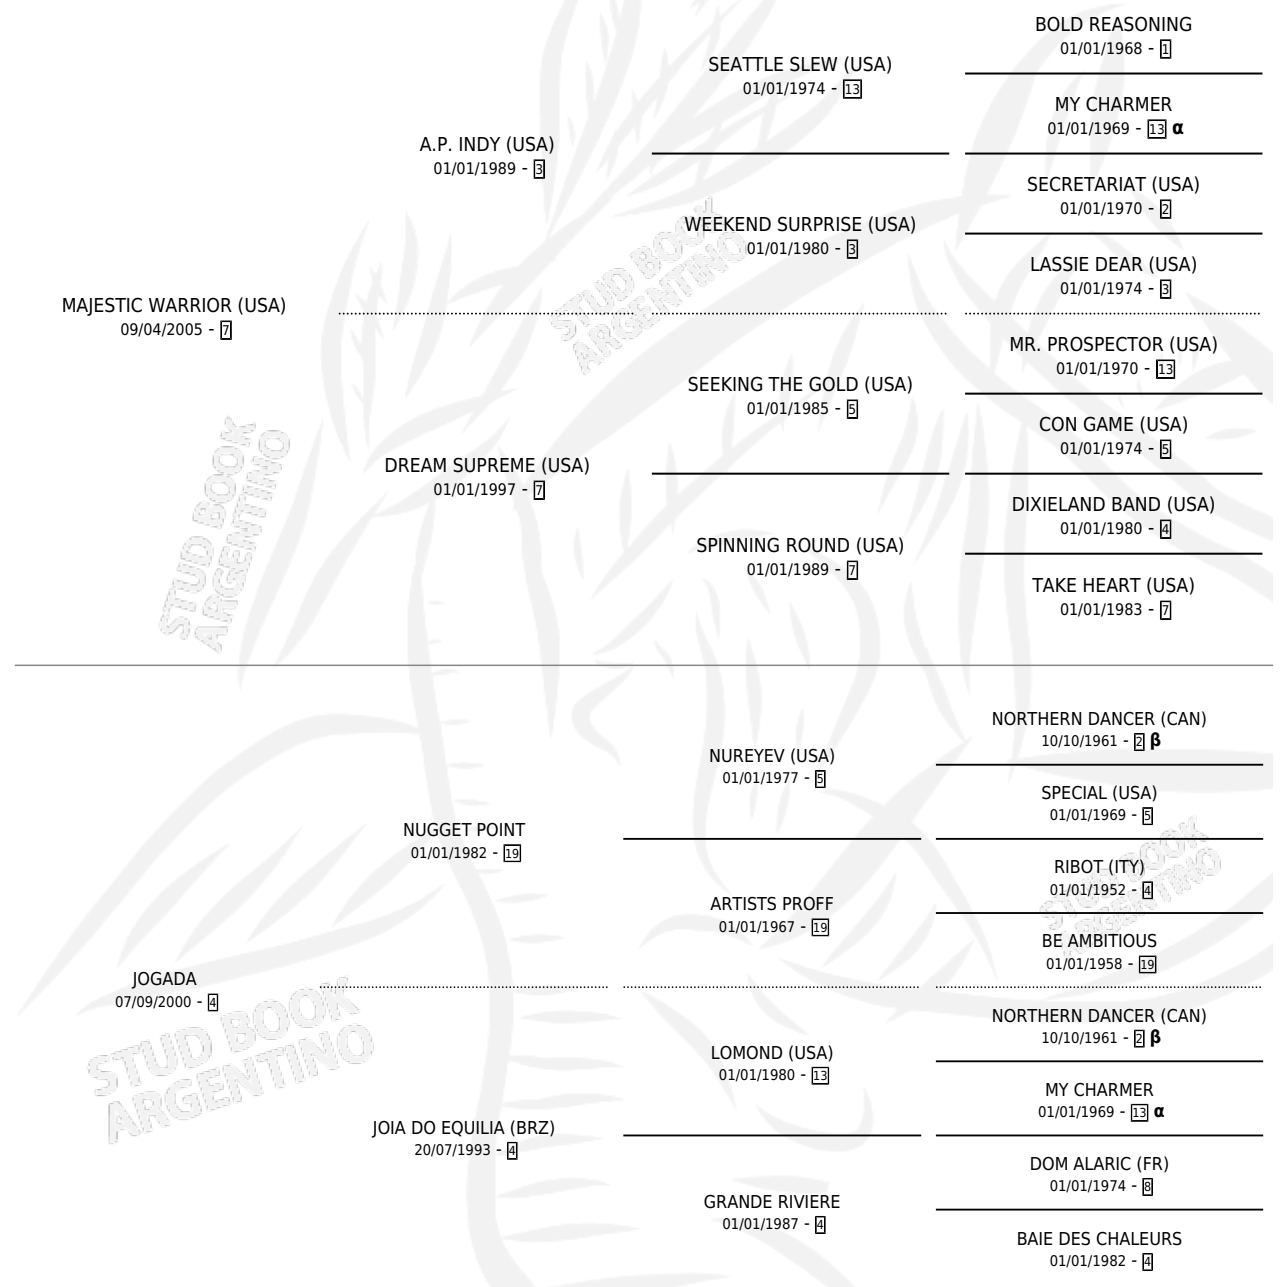 BOLD REASONING
01/01/1968 - 1
SEATTLE SLEW (USA)
01/01/1974 - 13
MY CHARMER
01/01/1969 - 13 α
A.P. INDY (USA)
01/01/1989 - 3
SECRETARIAT (USA)
01/01/1970 - 2
WEEKEND SURPRISE (USA)
01/01/1980 - 3
LASSIE DEAR (USA)
01/01/1974 - 3
STUD BOOK
ARGENTINO
MAJESTIC WARRIOR (USA)
09/04/2005 - 7
MR. PROSPECTOR (USA)
01/01/1970 - 13
SEEKING THE GOLD (USA)
01/01/1985 - 5
CON GAME (USA)
01/01/1974 - 5
DREAM SUPREME (USA)
01/01/1997 - 7
DIXIELAND BAND (USA)
01/01/1980 - 4
SPINNING ROUND (USA)
01/01/1989 - 7
TAKE HEART (USA)
01/01/1983 - 7
STUD BOOK
ARGENTINO
NORTHERN DANCER (CAN)
10/10/1961 - 2 β
NUREYEV (USA)
01/01/1977 - 5
SPECIAL (USA)
01/01/1969 - 5
NUGGET POINT
01/01/1982 - 19
RIBOT (ITY)
01/01/1952 - 4
ARTISTS PROFF
01/01/1967 - 19
BE AMBITIOUS
01/01/1958 - 19
STUD BOOK
ARGENTINO
JOGADA
07/09/2000 - 4
NORTHERN DANCER (CAN)
10/10/1961 - 2 β
LOMOND (USA)
01/01/1980 - 13
MY CHARMER
01/01/1969 - 13 α
JOIA DO EQUILIA (BRZ)
20/07/1993 - 4
DOM ALARIC (FR)
01/01/1974 - 8
GRANDE RIVIERE
01/01/1987 - 4
BAIE DES CHALEURS
01/01/1982 - 4
STUD BOOK
ARGENTINO